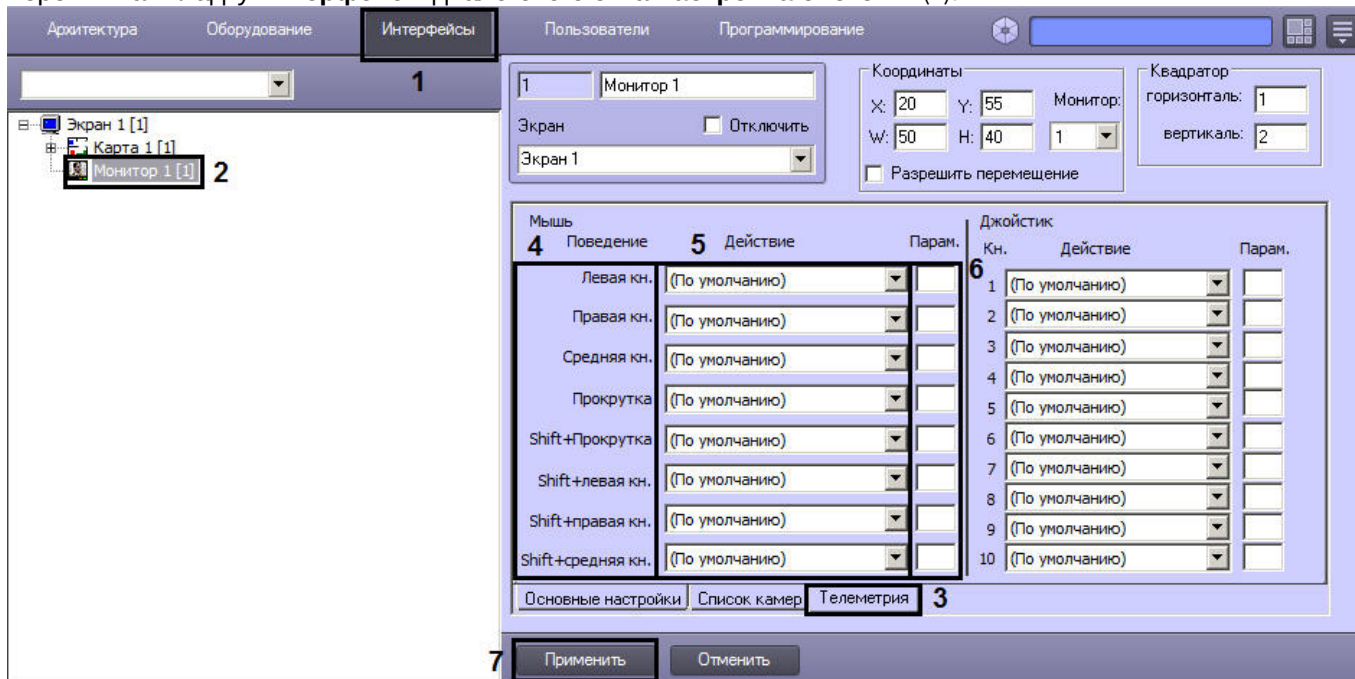 Архитектура Оборудование Интерфейсы Пользователи Программирование
1
1 Монитор 1
Экран Отключить
Экран 1
Координаты
X: 20 Y: 55 Монитор:
W: 50 H: 40 1
Разрешить перемещение
Квадратор
горизонталь: 1
вертикаль: 2
Экран 1 [1]
Карта 1 [1]
Монитор 1 [1] 2
Мышь
4 Поведение 5 Действие Парам.
Левая кн. (По умолчанию)
Правая кн. (По умолчанию)
Средняя кн. (По умолчанию)
Прокрутка (По умолчанию)
Shift+Прокрутка (По умолчанию)
Shift+левая кн. (По умолчанию)
Shift+правая кн. (По умолчанию)
Shift+средняя кн. (По умолчанию)
Джойстик
Кн. Действие Парам.
6
1 (По умолчанию)
2 (По умолчанию)
3 (По умолчанию)
4 (По умолчанию)
5 (По умолчанию)
6 (По умолчанию)
7 (По умолчанию)
8 (По умолчанию)
9 (По умолчанию)
10 (По умолчанию)
Основные настройки Список камер Телеметрия 3
7 Применить Отменить